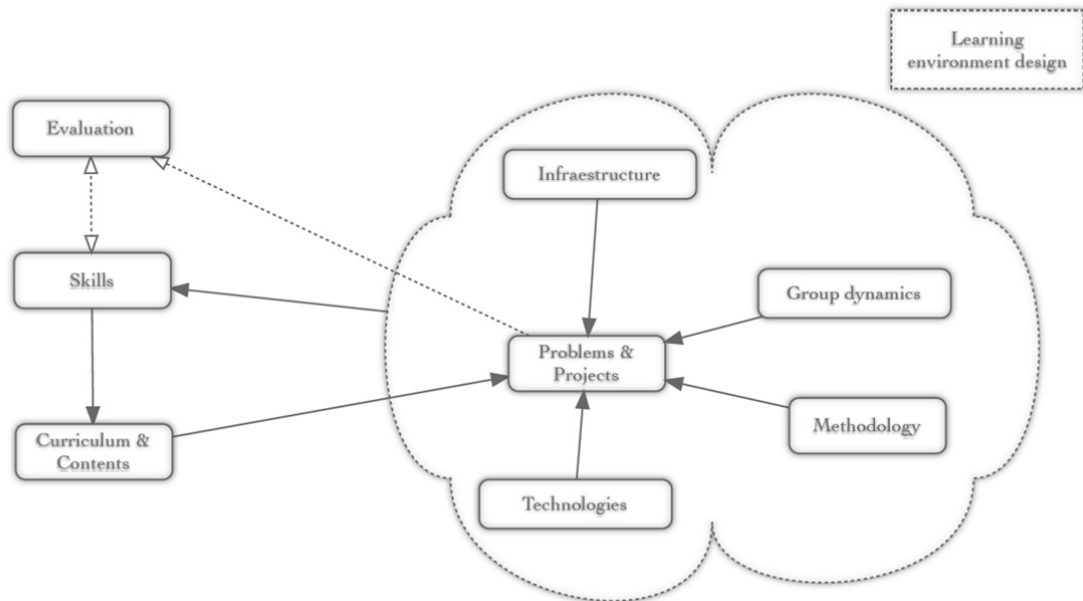 Learning
environment design
Evaluation
Infraestructure
Skills
Group dynamics
Problems &
Projects
Methodology
Curriculum &
Contents
Technologies